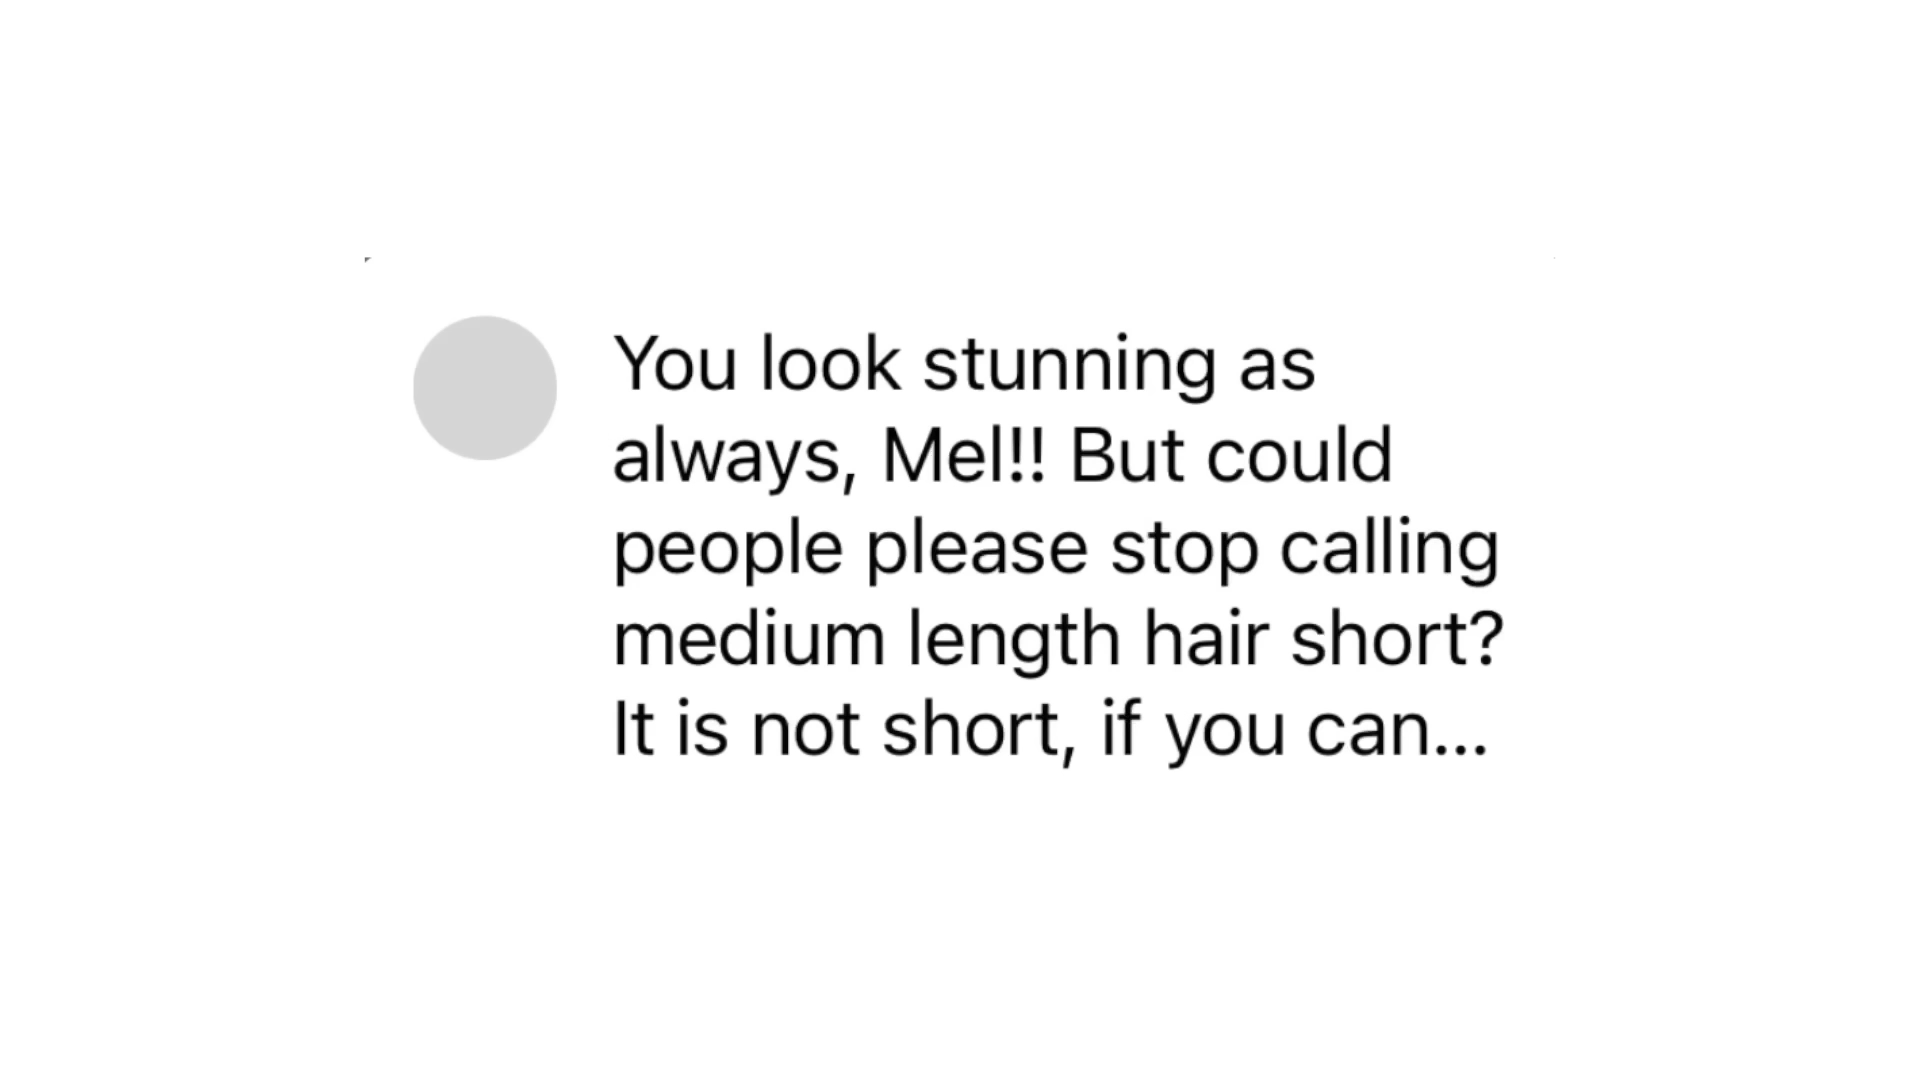 You look stunning as
always, Mel!! But could
people please stop calling
medium length hair short?
It is not short, if you can...